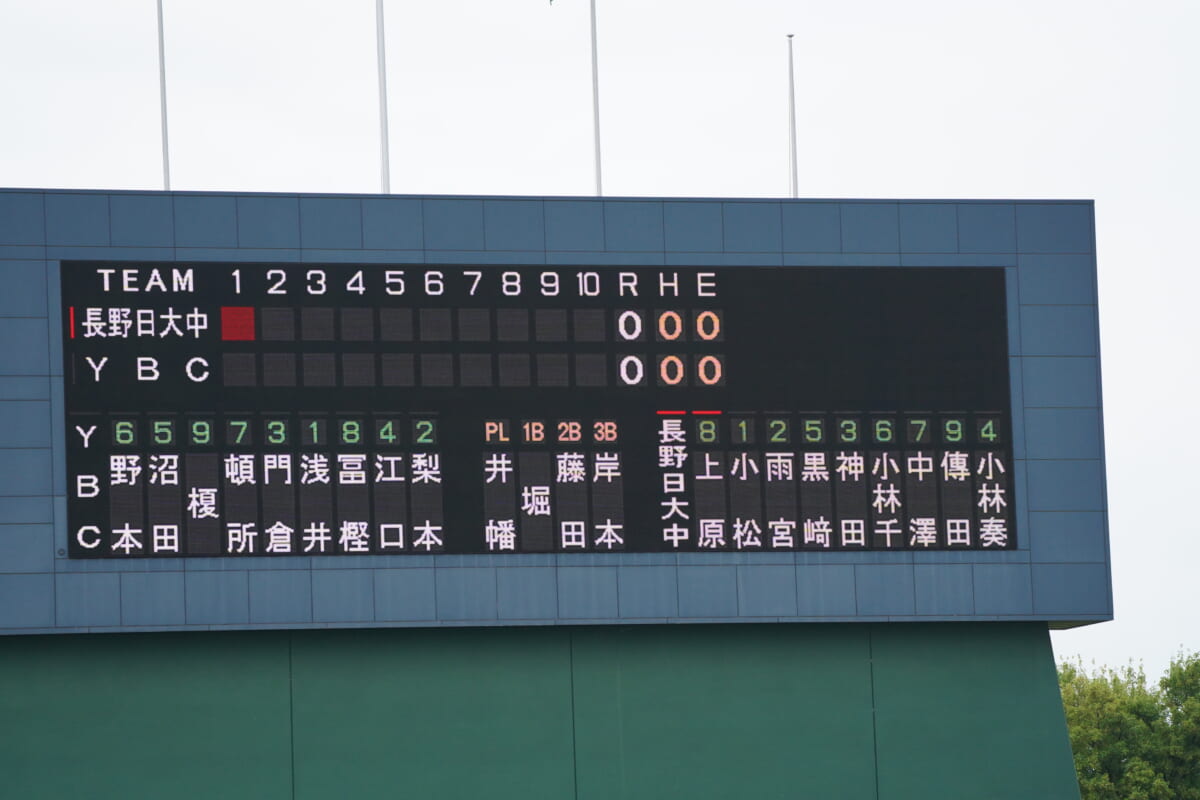 TEAM 1 2 3 4 5 6 7 8 9 10 R H E
長野日大中 0 0 0
YBC 0 0 0
YBC
6 野本
5 沼田
9 榎
7 頓所
3 門倉
1 浅井
8 冨樫
4 江口
2 梨本
PL 井幡
1B 堀
2B 藤田
3B 岸本
長野日大中
8 上原
1 小松
2 雨宮
5 黒﨑
3 神田
6 小林千
7 中澤
9 傳田
4 小林奏